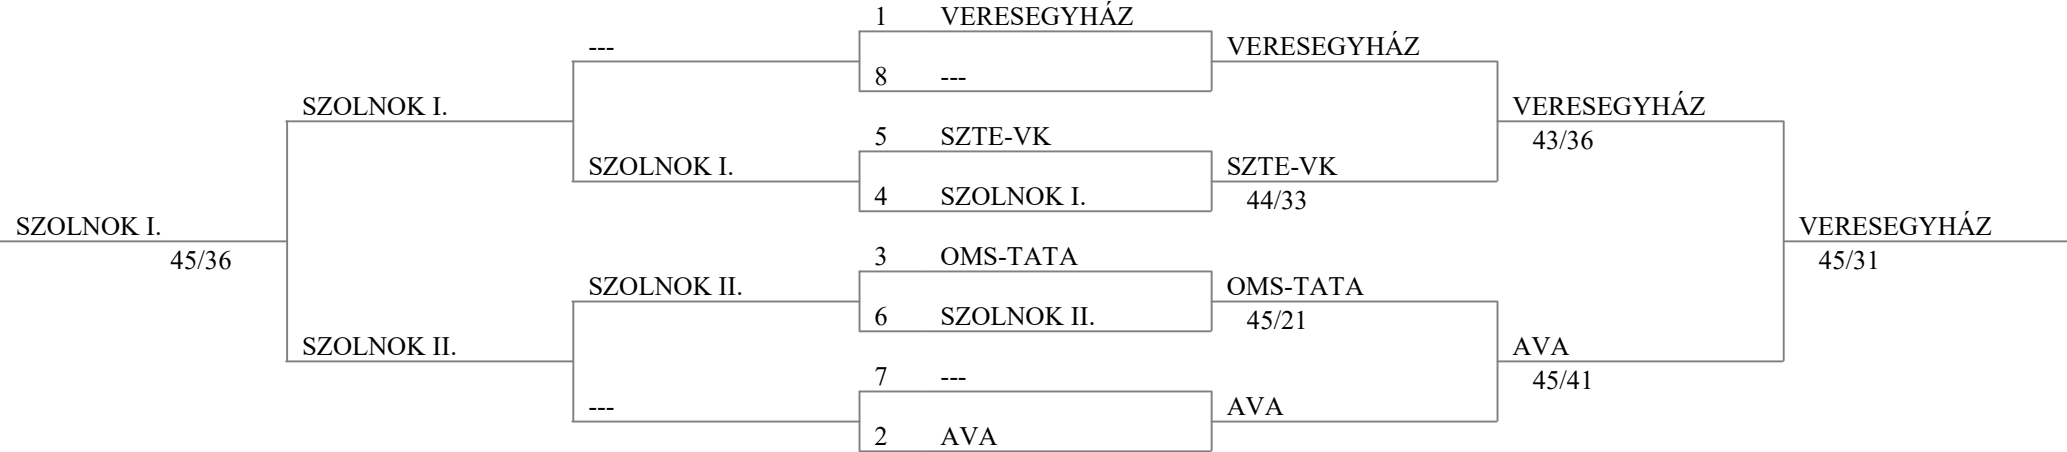 1 VERESEGYHÁZ
--- VERESEGYHÁZ
8 ---
SZOLNOK I. VERESEGYHÁZ
5 SZTE-VK 43/36
SZOLNOK I. SZTE-VK
4 SZOLNOK I. 44/33
SZOLNOK I. VERESEGYHÁZ
45/36 3 OMS-TATA 45/31
SZOLNOK II. OMS-TATA
6 SZOLNOK II. 45/21
SZOLNOK II. AVA
7 --- 45/41
--- AVA
2 AVA